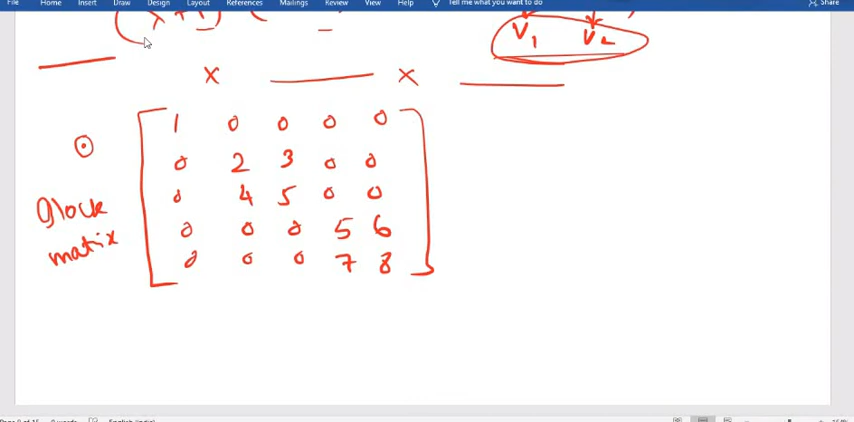 File Home Insert Draw Design Layout References Mailings Review View Help Tell me what you want to do Share
V1 V2
x x
1 0 0 0 0
0 2 3 0 0
0 4 5 0 0
0 0 0 5 6
0 0 0 7 8
Block
matix
English (India)